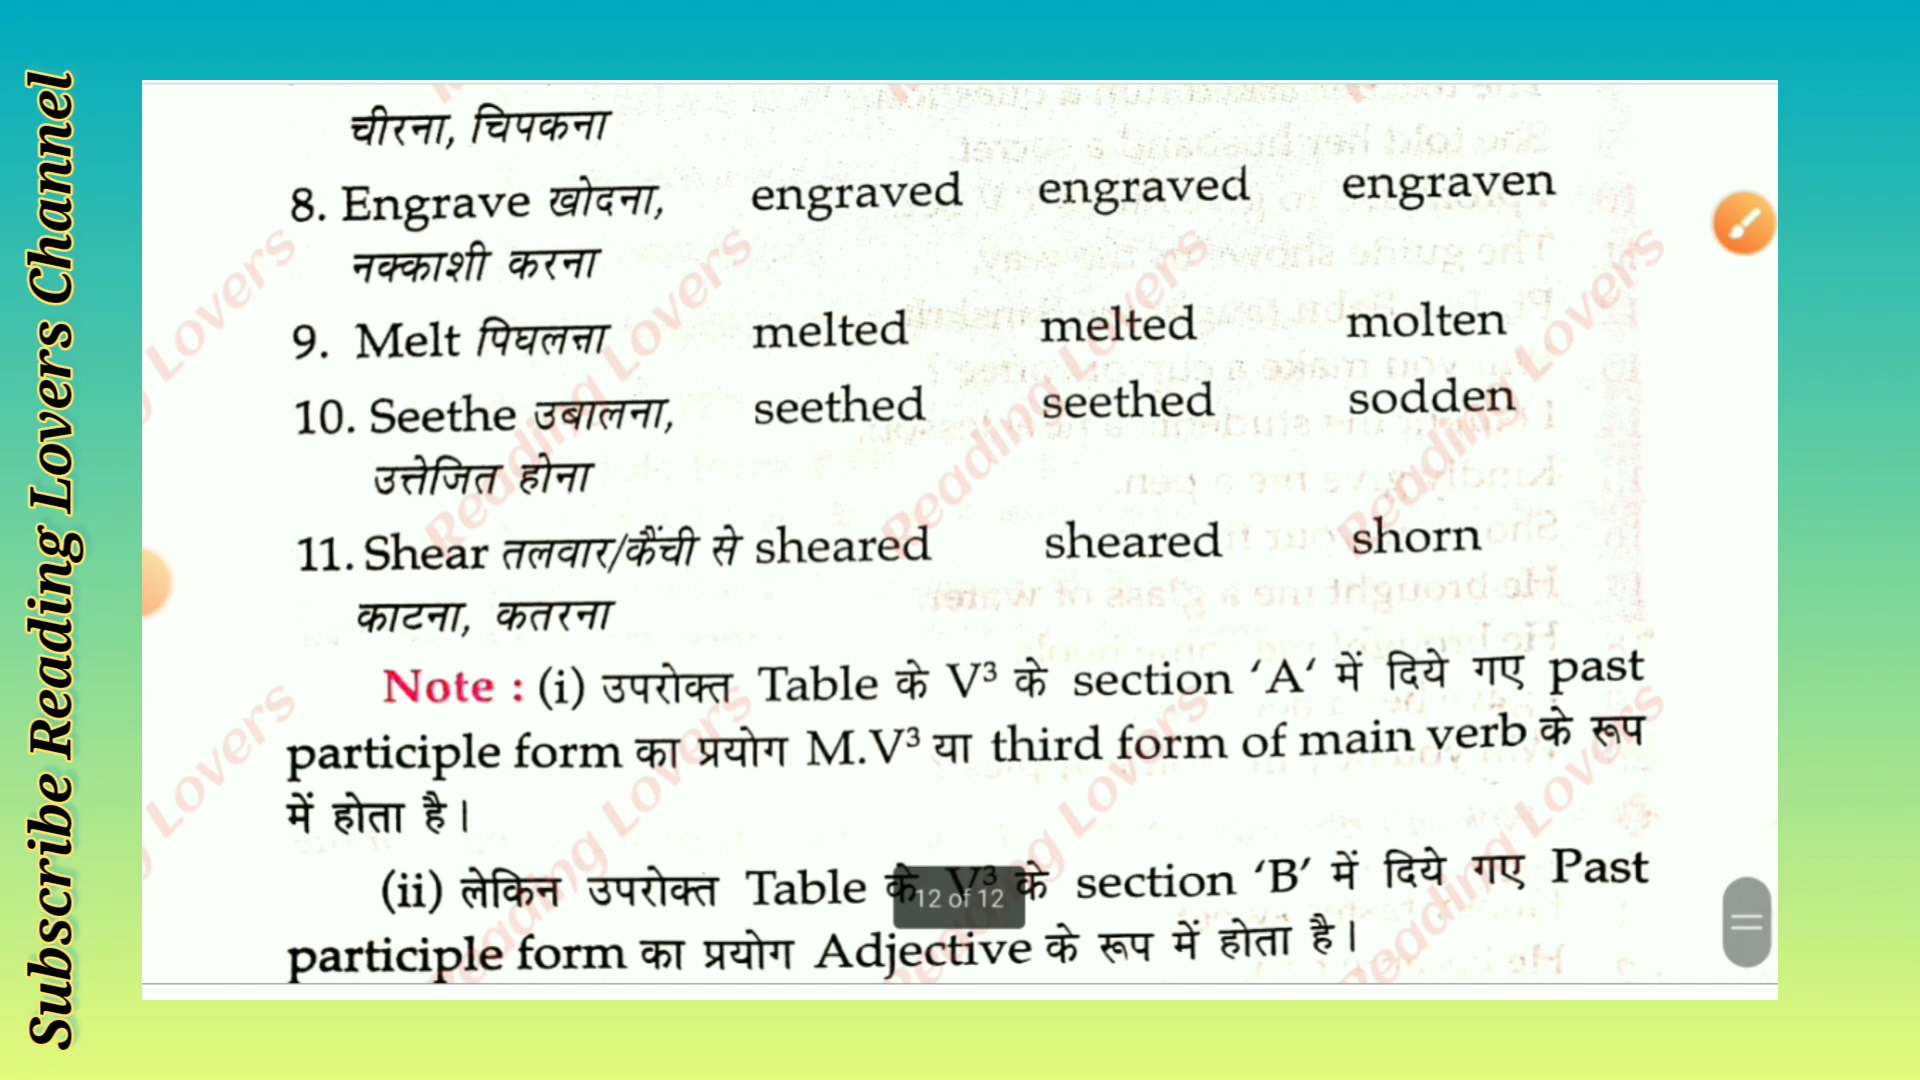 Subscribe Reading Lovers Channel
चीरना, चिपकना
8. Engrave खोदना, engraved engraved engraven
नक्काशी करना
9. Melt पिघलना melted melted molten
10. Seethe उबालना, seethed seethed sodden
उत्तेजित होना
11. Shear तलवार/कैंची से sheared sheared shorn
काटना, कतरना
Note : (i) उपरोक्त Table के V³ के section ‘A‘ में दिये गए past
participle form का प्रयोग M.V³ या third form of main verb के रूप
में होता है।
(ii) लेकिन उपरोक्त Table के V³ के section ‘B’ में दिये गए Past
12 of 12
participle form का प्रयोग Adjective के रूप में होता है।
Reading Lovers